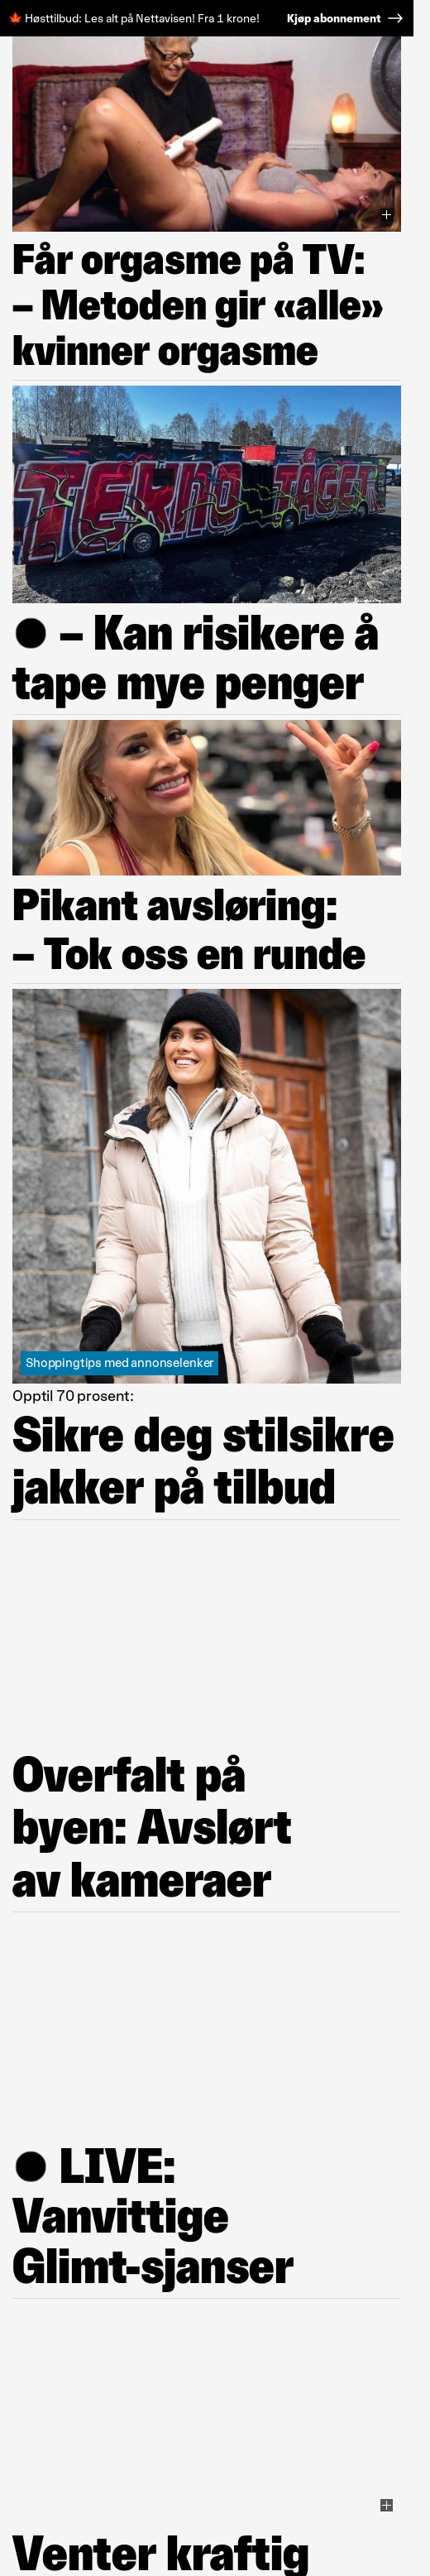 Høsttilbud: Les alt på Nettavisen! Fra 1 krone! Kjøp abonnement
Får orgasme på TV:
– Metoden gir «alle»
kvinner orgasme
TEKNO TÅGET
– Kan risikere å
tape mye penger
Pikant avsløring:
– Tok oss en runde
Shoppingtips med annonselenker
Opptil 70 prosent:
Sikre deg stilsikre
jakker på tilbud
Overfalt på
byen: Avslørt
av kameraer
LIVE:
Vanvittige
Glimt-sjanser
Venter kraftig